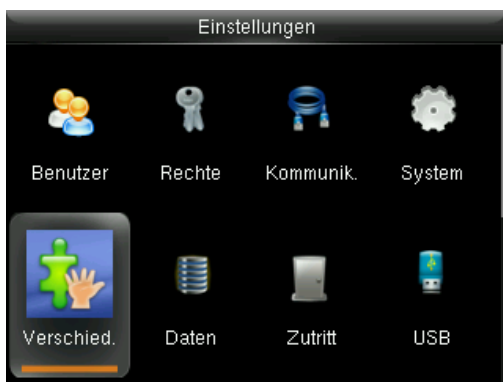 Einstellungen
Benutzer Rechte Kommunik. System
Verschied. Daten Zutritt USB